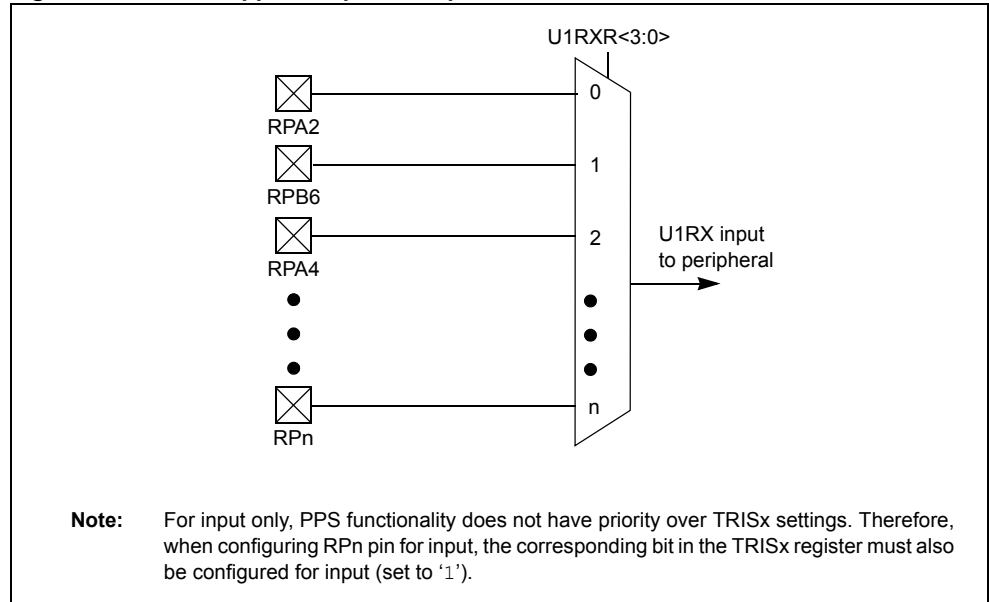 U1RXR<3:0>
RPA2
0
RPB6
1
RPA4
2
U1RX input
to peripheral
RPn
n
Note: For input only, PPS functionality does not have priority over TRISx settings. Therefore,
when configuring RPn pin for input, the corresponding bit in the TRISx register must also
be configured for input (set to ‘1’).